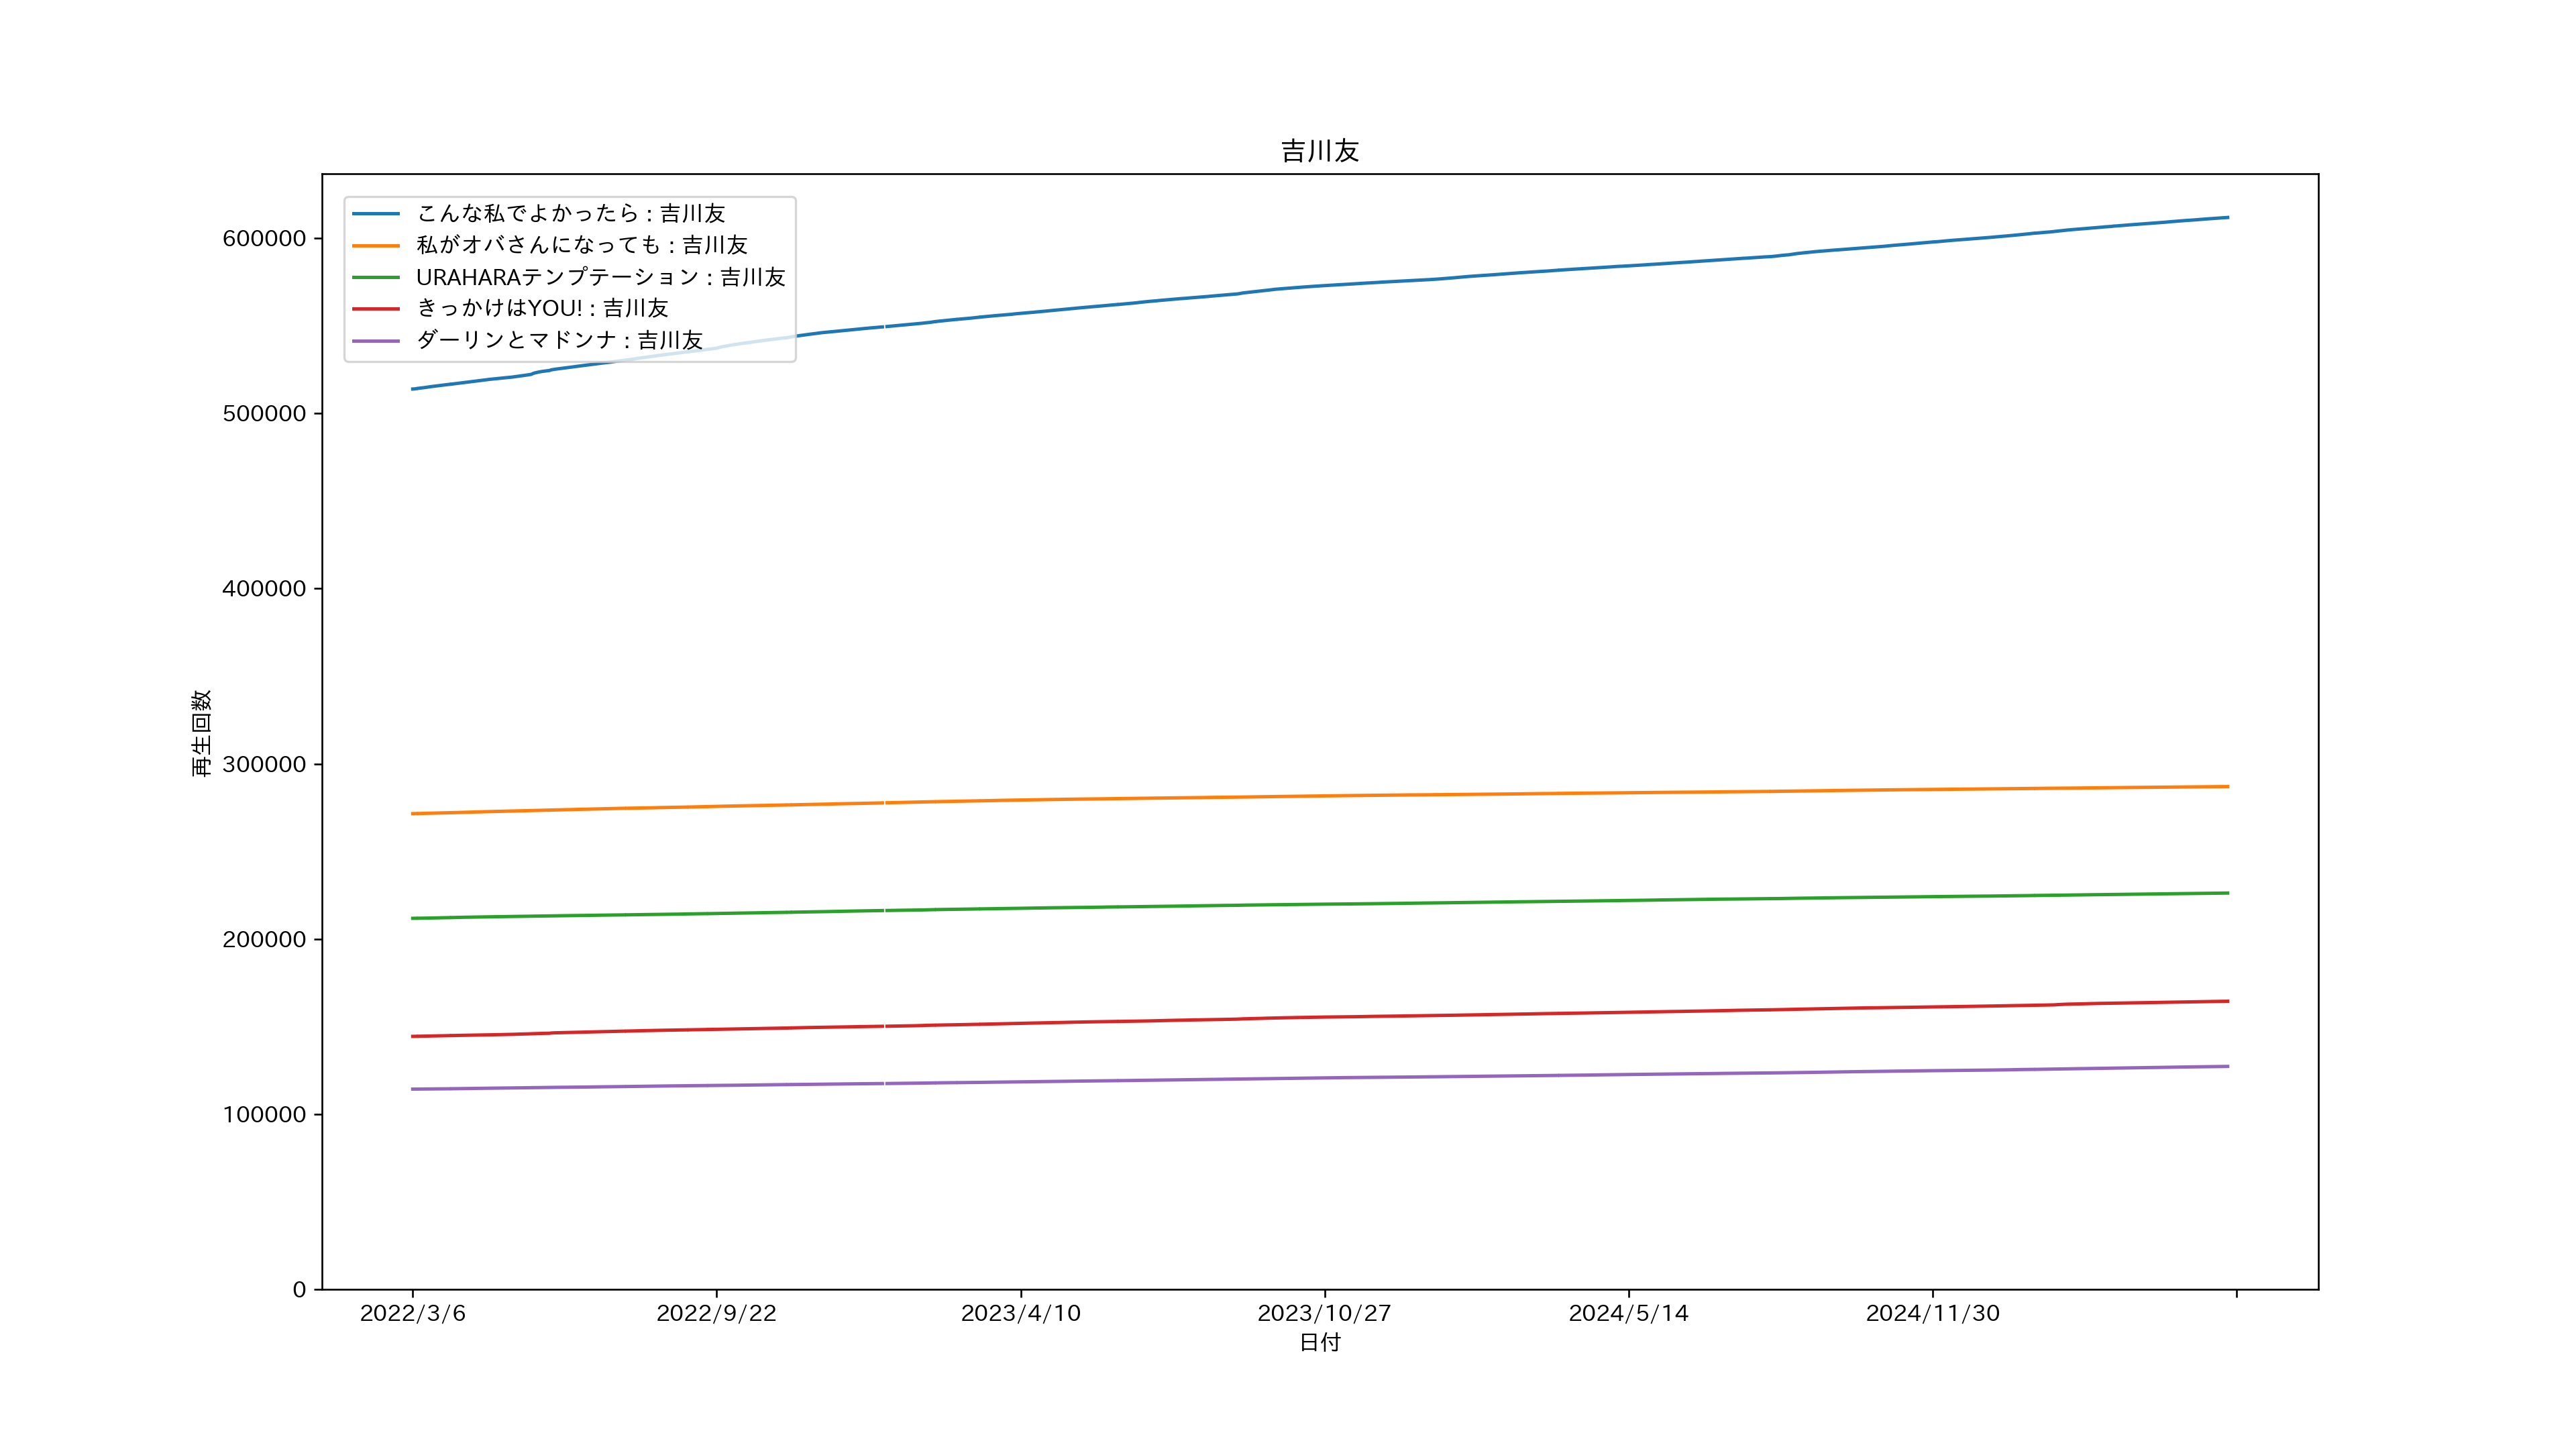 吉川友
こんな私でよかったら : 吉川友
私がオバさんになっても : 吉川友
URAHARAテンプテーション : 吉川友
きっかけはYOU! : 吉川友
ダーリンとマドンナ : 吉川友
再生回数
600000
500000
400000
300000
200000
100000
0
2022/3/6
2022/9/22
2023/4/10
2023/10/27
2024/5/14
2024/11/30
日付